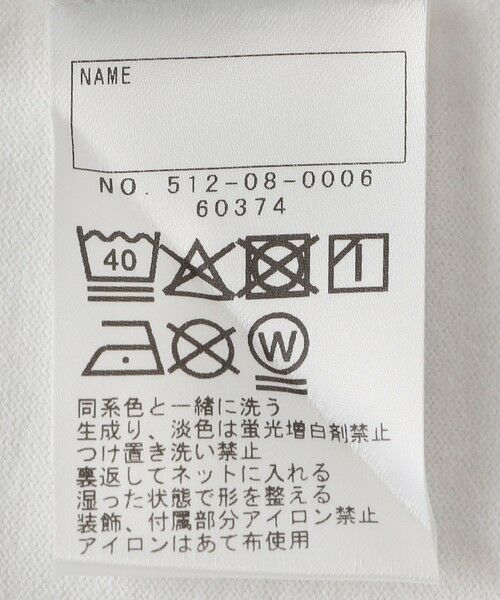 NAME
NO. 512-08-0006
60374
40
W
同系色と一緒に洗う
生成り、淡色は蛍光増白剤禁止
つけ置き洗い禁止
裏返してネットに入れる
湿った状態で形を整える
装飾、付属部分アイロン禁止
アイロンはあて布使用